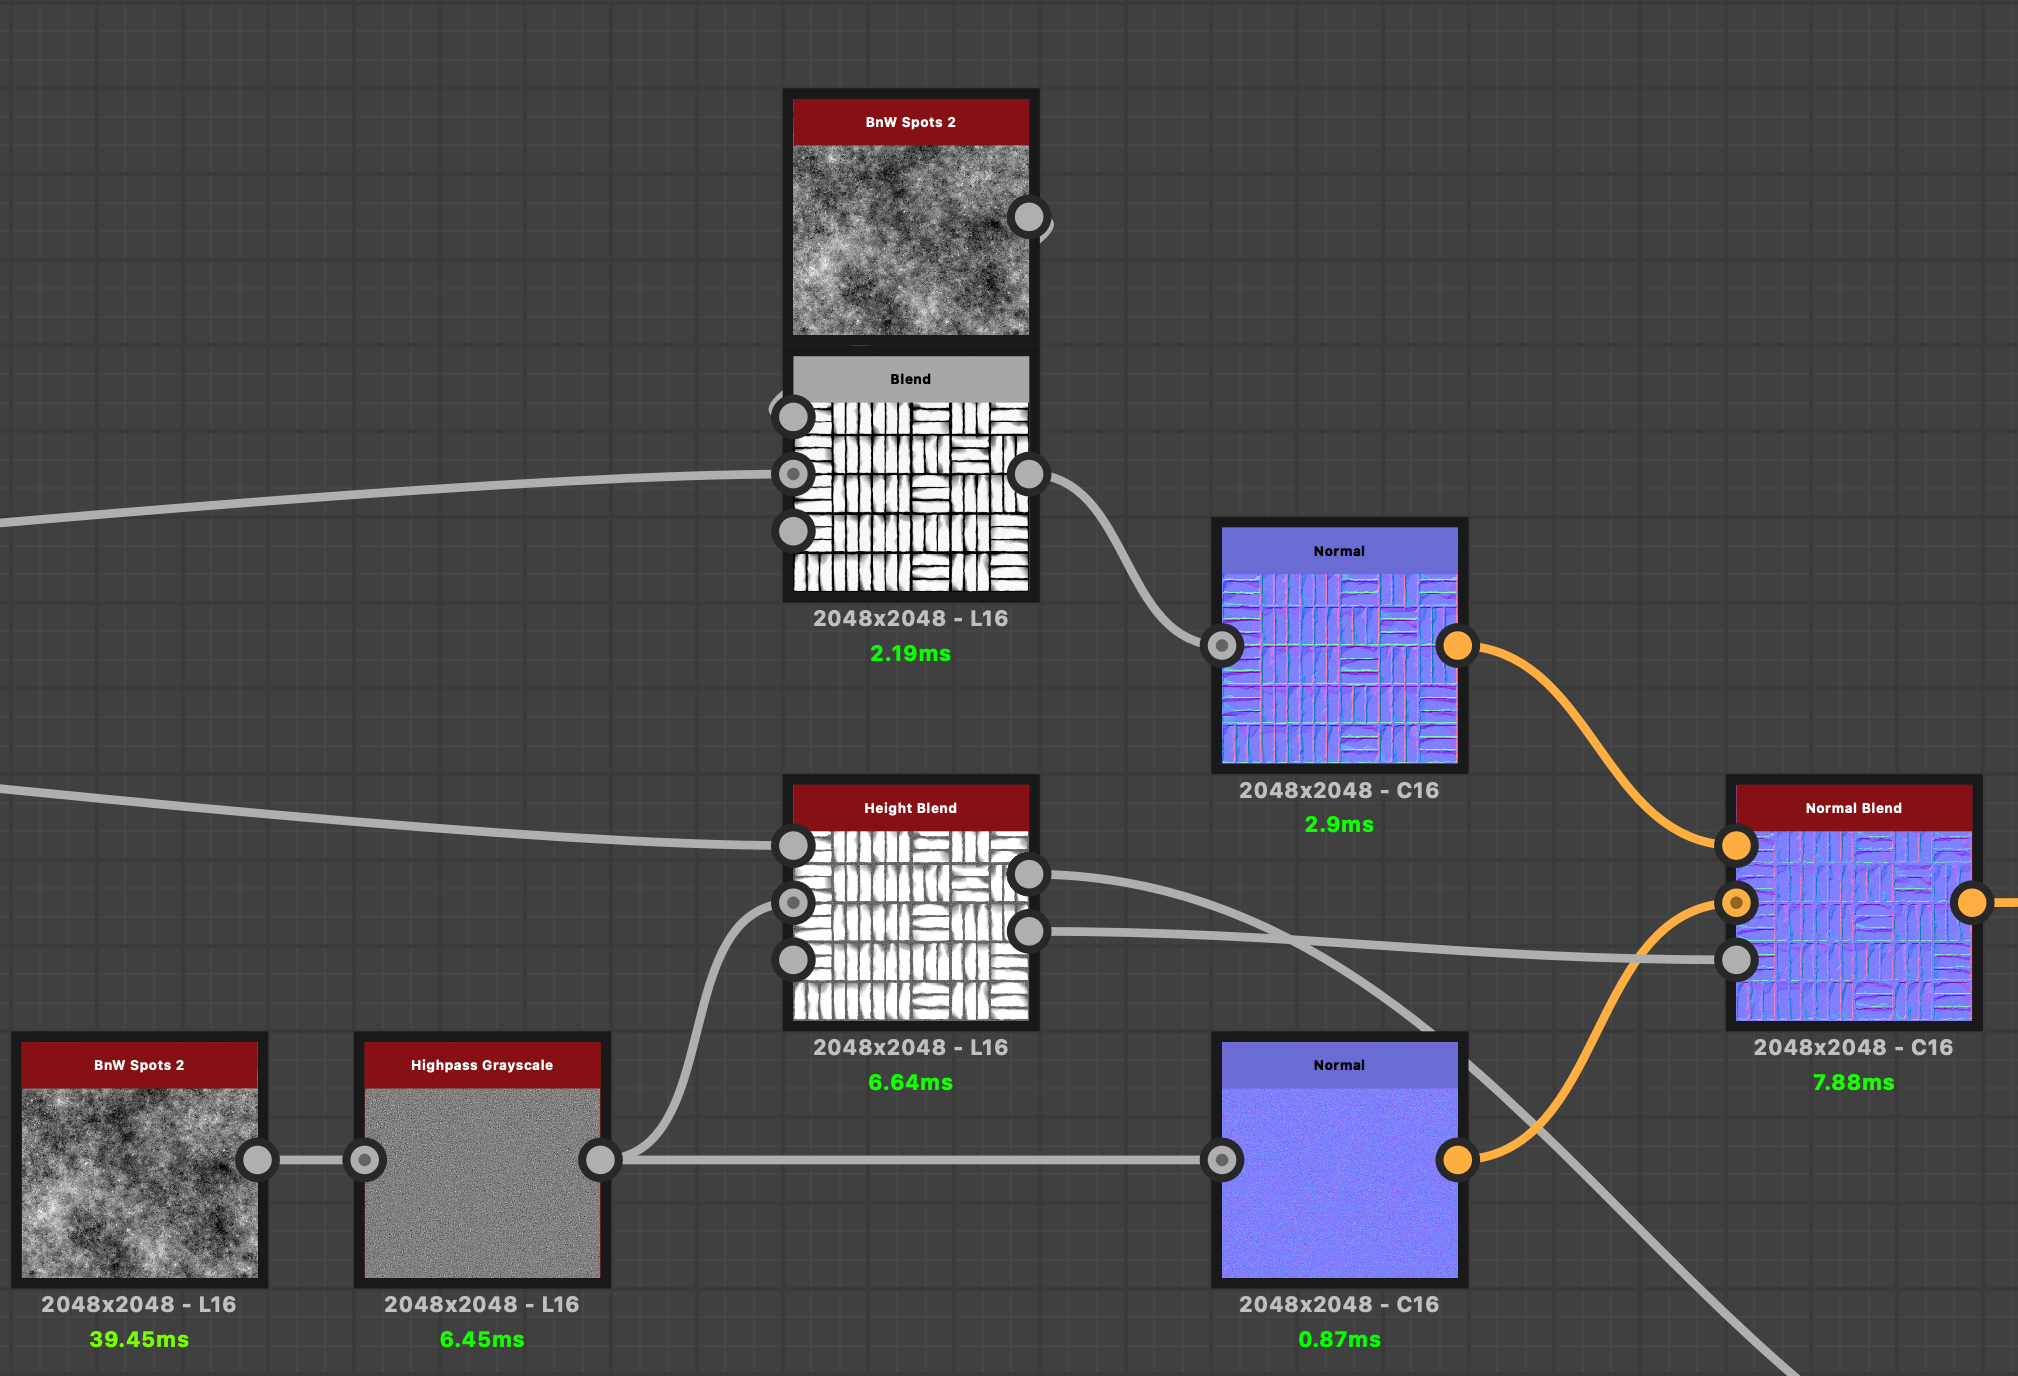 BnW Spots 2
Blend
2048x2048 - L16
2.19ms
Normal
2048x2048 - C16
2.9ms
Height Blend
2048x2048 - L16
6.64ms
Normal Blend
2048x2048 - C16
7.88ms
BnW Spots 2
2048x2048 - L16
39.45ms
Highpass Grayscale
2048x2048 - L16
6.45ms
Normal
2048x2048 - C16
0.87ms